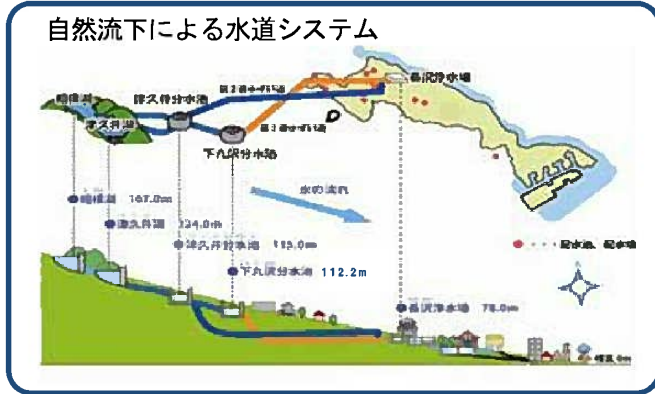 自然流下による水道システム
相模湖
津久井分水池
長沢浄水場
津久井湖
下九沢分水池
水の流れ
相模湖 167.0m
津久井湖 124.0m
津久井分水池
配水池、配水塔
下九沢分水池 112.2m
長沢浄水場